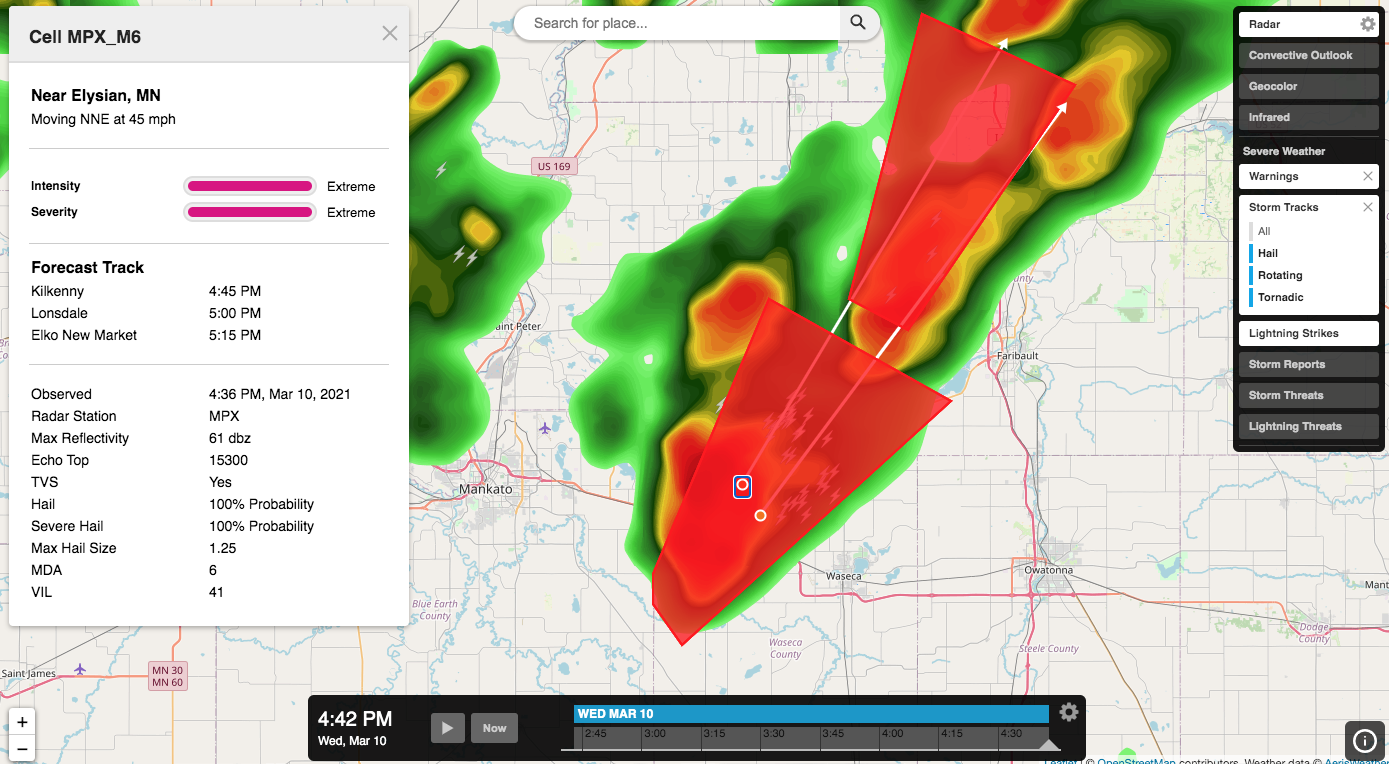 Cell MPX_M6
Near Elysian, MN
Moving NNE at 45 mph
Intensity Extreme
Severity Extreme
Forecast Track
Kilkenny 4:45 PM
Lonsdale 5:00 PM
Elko New Market 5:15 PM
Observed 4:36 PM, Mar 10, 2021
Radar Station MPX
Max Reflectivity 61 dbz
Echo Top 15300
TVS Yes
Hail 100% Probability
Severe Hail 100% Probability
Max Hail Size 1.25
MDA 6
VIL 41
Search for place...
Radar
Convective Outlook
Geocolor
Infrared
Severe Weather
Warnings
Storm Tracks
All
Hail
Rotating
Tornadic
Lightning Strikes
Storm Reports
Storm Threats
Lightning Threats
US 169
Faribault
Mankato
Waseca
Owatonna
Blue Earth
County
Waseca
County
Steele County
Dodge
County
Saint James
MN 30
MN 60
+
−
4:42 PM
Wed, Mar 10
Now
WED MAR 10
2:45 3:00 3:15 3:30 3:45 4:00 4:15 4:30
Leaflet | © OpenStreetMap contributors, Weather data © AerisWeather